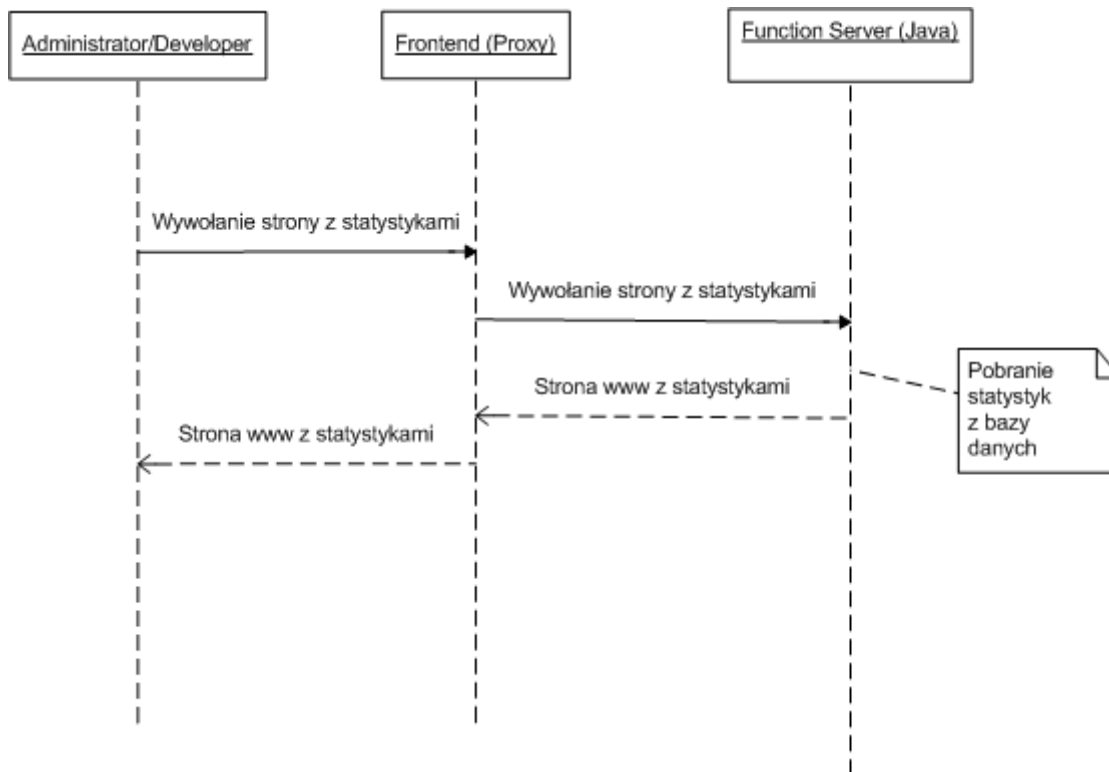 Administrator/Developer
Frontend (Proxy)
Function Server (Java)
Wywołanie strony z statystykami
Wywołanie strony z statystykami
Pobranie
statystyk
z bazy
danych
Strona www z statystykami
Strona www z statystykami